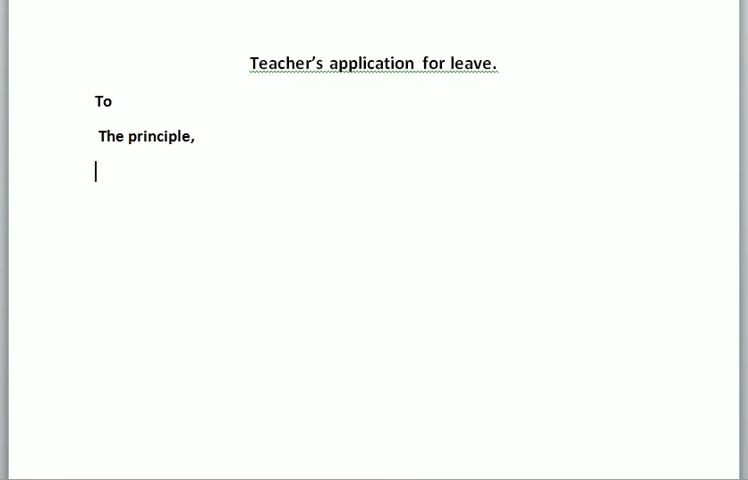 Teacher’s application for leave.
To
The principle,